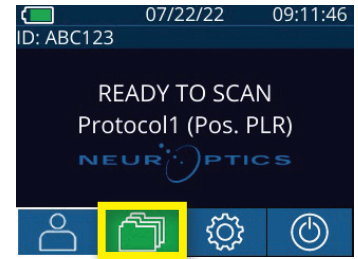 07/22/22 09:11:46
ID: ABC123
READY TO SCAN
Protocol1 (Pos. PLR)
NEUROPTICS